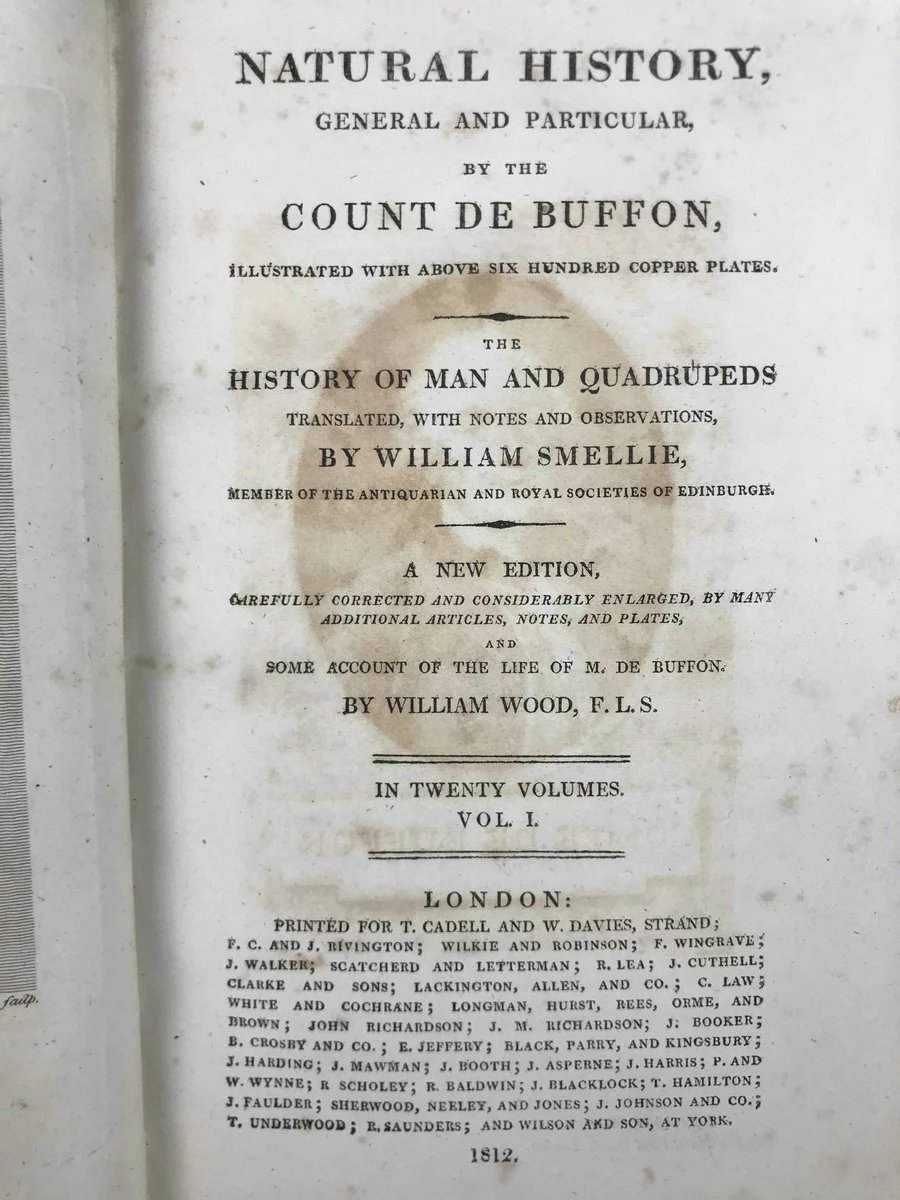 NATURAL HISTORY,
GENERAL AND PARTICULAR,
BY THE
COUNT DE BUFFON,
ILLUSTRATED WITH ABOVE SIX HUNDRED COPPER PLATES.
THE
HISTORY OF MAN AND QUADRUPEDS
TRANSLATED, WITH NOTES AND OBSERVATIONS,
BY WILLIAM SMELLIE,
MEMBER OF THE ANTIQUARIAN AND ROYAL SOCIETIES OF EDINBURGH.
A NEW EDITION,
CAREFULLY CORRECTED AND CONSIDERABLY ENLARGED, BY MANY
ADDITIONAL ARTICLES, NOTES, AND PLATES,
AND
SOME ACCOUNT OF THE LIFE OF M. DE BUFFON.
BY WILLIAM WOOD, F.L.S.
IN TWENTY VOLUMES.
VOL. I.
LONDON:
PRINTED FOR T. CADELL AND W. DAVIES, STRAND;
F. C. AND J. RIVINGTON; WILKIE AND ROBINSON; F. WINGRAVE;
J. WALKER; SCATCHERD AND LETTERMAN; R. LEA; J. CUTHELL;
CLARKE AND SONS; LACKINGTON, ALLEN, AND CO.; C. LAW;
WHITE AND COCHRANE; LONGMAN, HURST, REES, ORME, AND
BROWN; JOHN RICHARDSON; J. M. RICHARDSON; J. BOOKER;
B. CROSBY AND CO.; E. JEFFERY; BLACK, PARRY, AND KINGSBURY;
J. HARDING; J. MAWMAN; J. BOOTH; J. ASPERNE; J. HARRIS; P. AND
W. WYNNE; R SCHOLEY; R. BALDWIN; J. BLACKLOCK; T. HAMILTON;
J. FAULDER; SHERWOOD, NEELEY, AND JONES; J. JOHNSON AND CO.;
T. UNDERWOOD; R. SAUNDERS; AND WILSON AND SON, AT YORK.
1812.